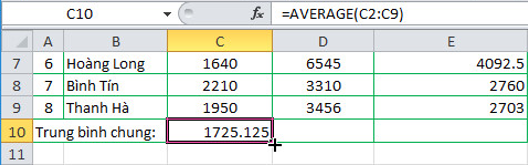 C10 fx =AVERAGE(C2:C9)
A B C D E
7 6 Hoàng Long 1640 6545 4092.5
8 7 Bình Tín 2210 3310 2760
9 8 Thanh Hà 1950 3456 2703
10 Trung bình chung: 1725.125
11